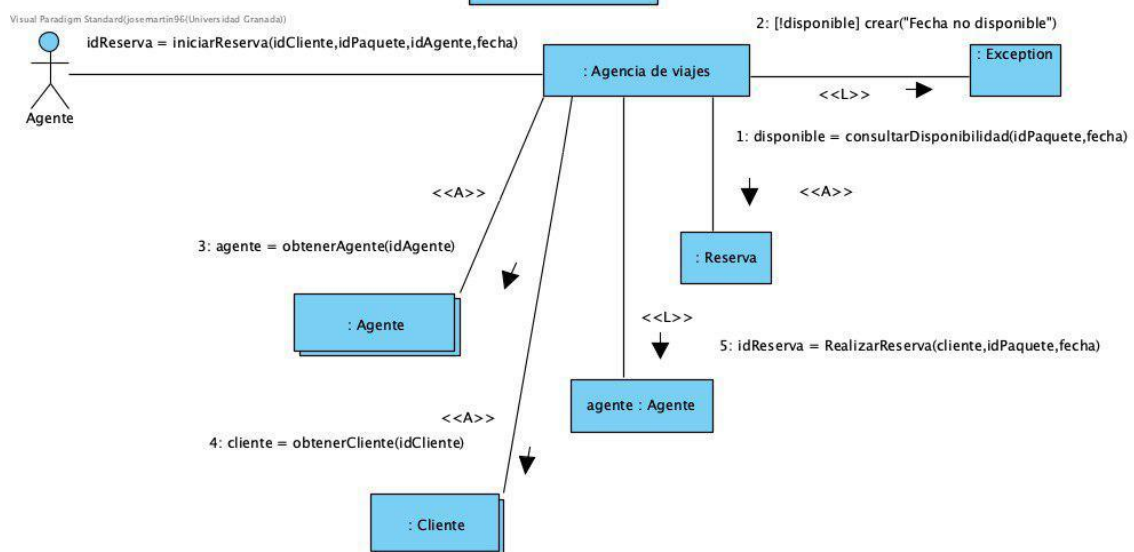 Visual Paradigm Standard(josemartin96(Universidad Granada))
2: [!disponible] crear("Fecha no disponible")
idReserva = iniciarReserva(idCliente,idPaquete,idAgente,fecha)
: Agencia de viajes
: Exception
<<L>>
Agente
1: disponible = consultarDisponibilidad(idPaquete,fecha)
<<A>>
<<A>>
3: agente = obtenerAgente(idAgente)
: Reserva
: Agente
<<L>>
5: idReserva = RealizarReserva(cliente,idPaquete,fecha)
agente : Agente
<<A>>
4: cliente = obtenerCliente(idCliente)
: Cliente